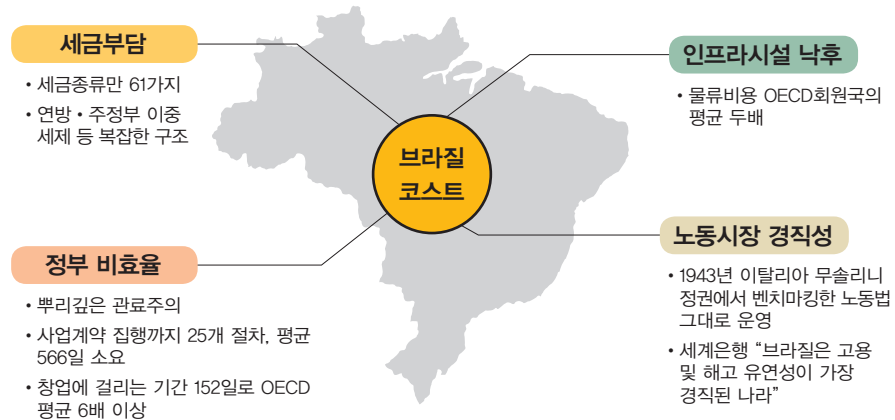 세금부담
• 세금종류만 61가지
• 연방・주정부 이중
세제 등 복잡한 구조
인프라시설 낙후
• 물류비용 OECD회원국의
평균 두배
브라질
코스트
정부 비효율
• 뿌리깊은 관료주의
• 사업계약 집행까지 25개 절차, 평균
566일 소요
• 창업에 걸리는 기간 152일로 OECD
평균 6배 이상
노동시장 경직성
• 1943년 이탈리아 무솔리니
정권에서 벤치마킹한 노동법
그대로 운영
• 세계은행 “브라질은 고용
및 해고 유연성이 가장
경직된 나라”